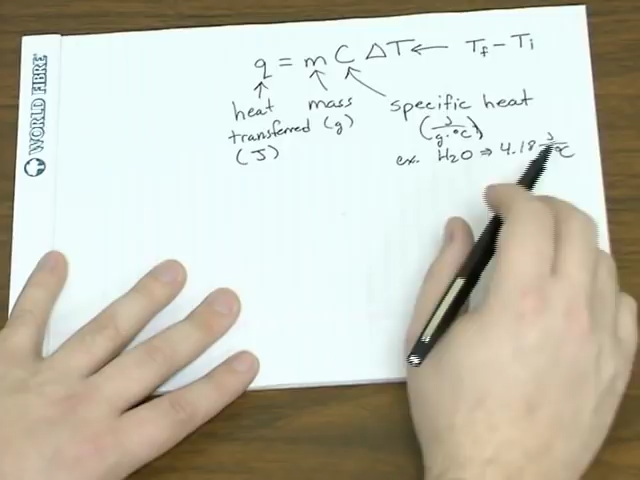 WORLD FIBRE
q = m C ΔT ← Tf − Ti
heat mass specific heat
transferred (g) (J/g·°C)
(J) ex. H₂O ⇒ 4.18 J/°C